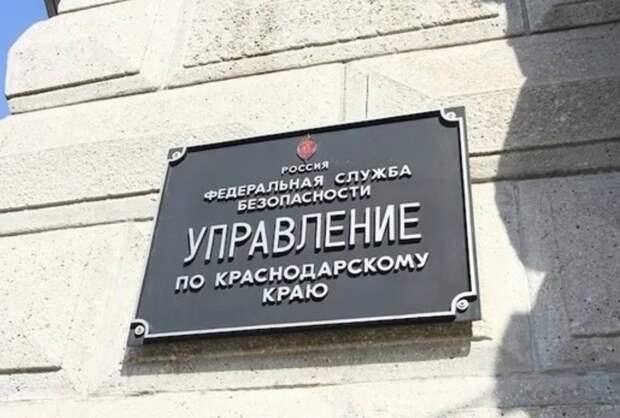 РОССИЯ
ФЕДЕРАЛЬНАЯ СЛУЖБА
БЕЗОПАСНОСТИ
УПРАВЛЕНИЕ
ПО КРАСНОДАРСКОМУ
КРАЮ